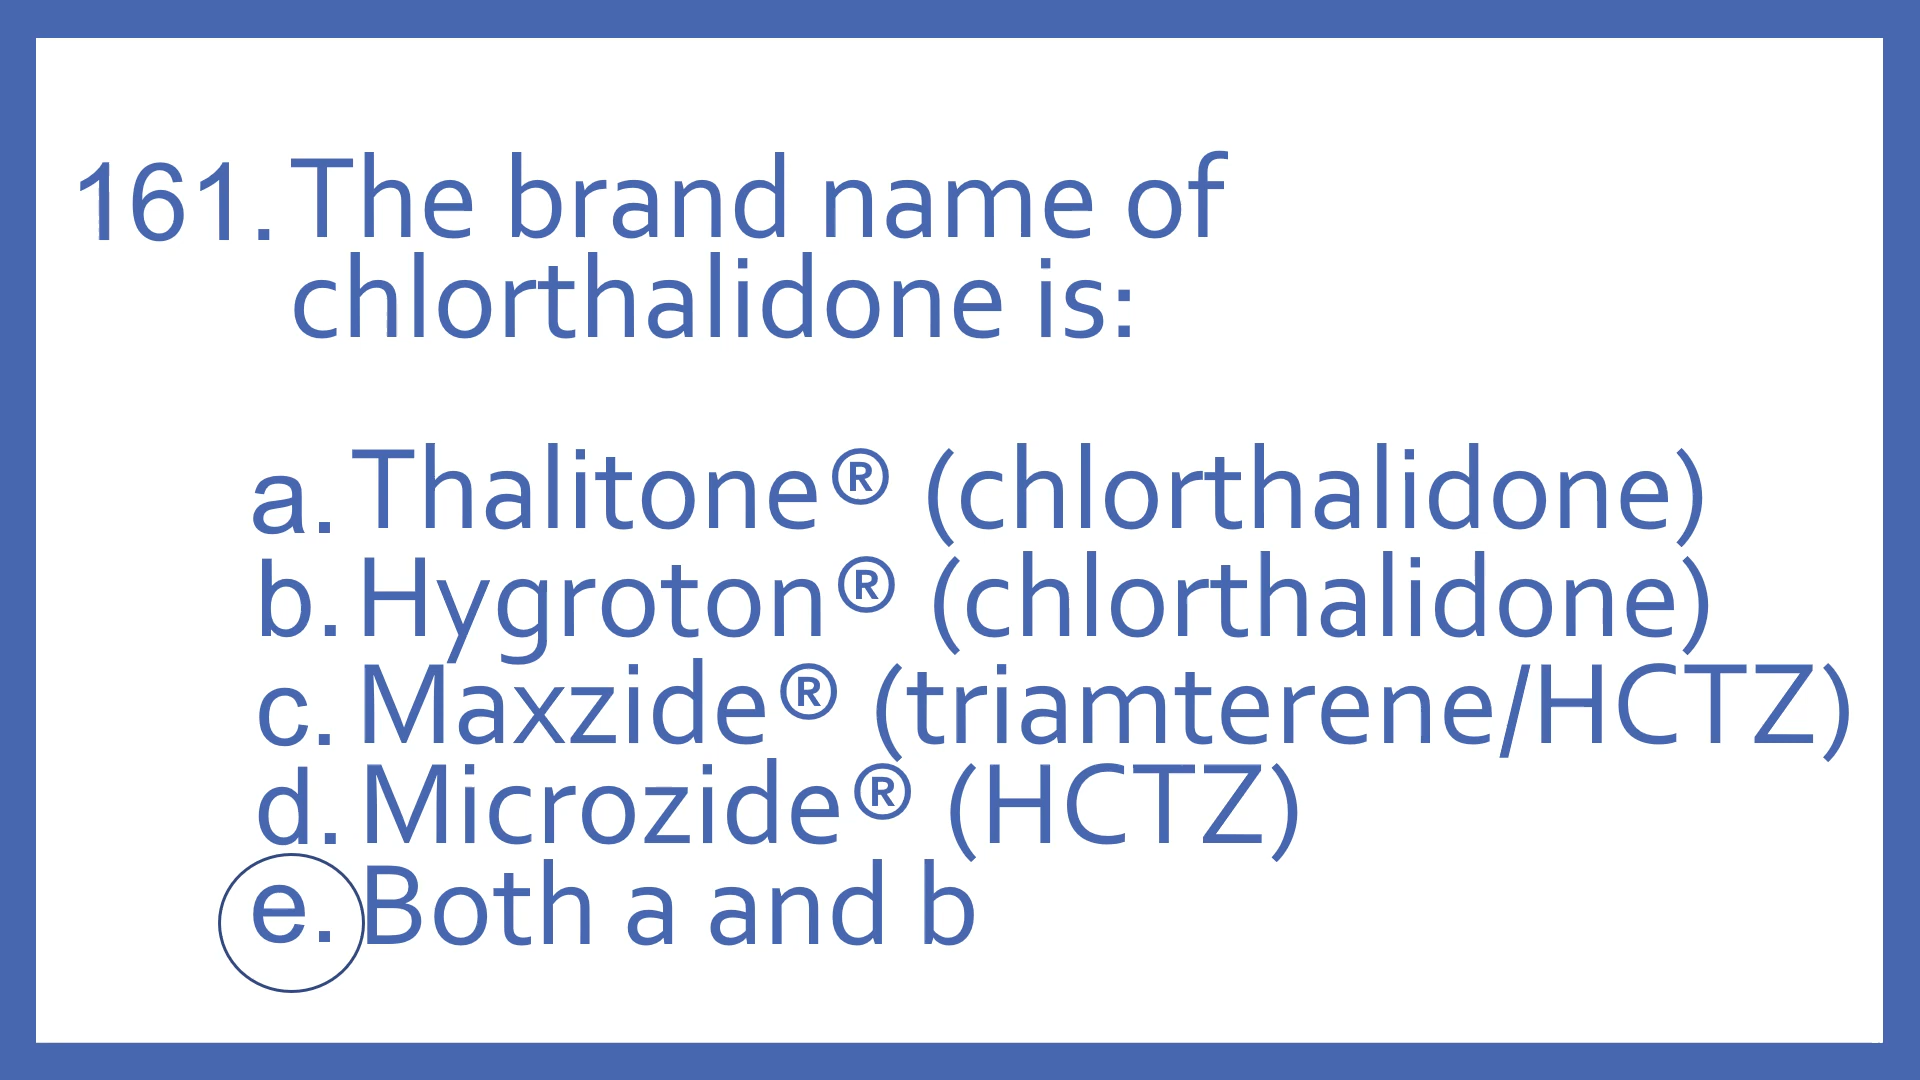 161. The brand name of
chlorthalidone is:
a. Thalitone® (chlorthalidone)
b. Hygroton® (chlorthalidone)
c. Maxzide® (triamterene/HCTZ)
d. Microzide® (HCTZ)
e. Both a and b